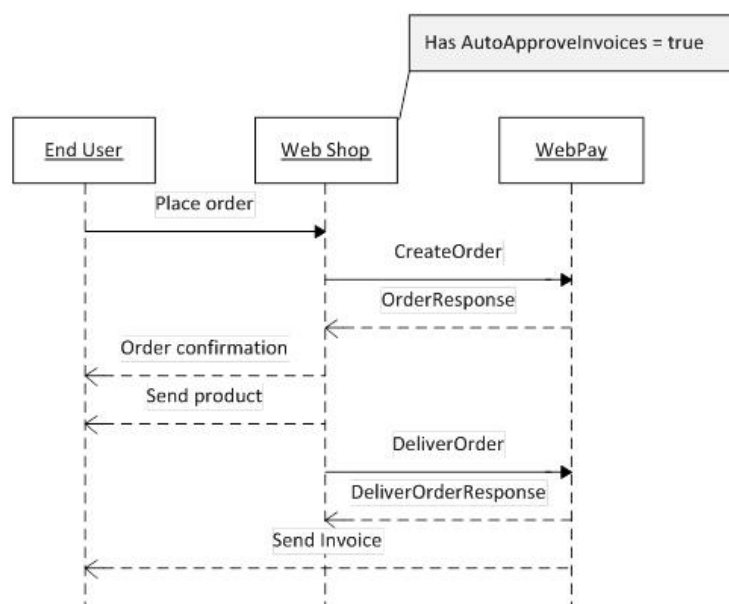 Has AutoApproveInvoices = true
End User
Web Shop
WebPay
Place order
CreateOrder
OrderResponse
Order confirmation
Send product
DeliverOrder
DeliverOrderResponse
Send Invoice